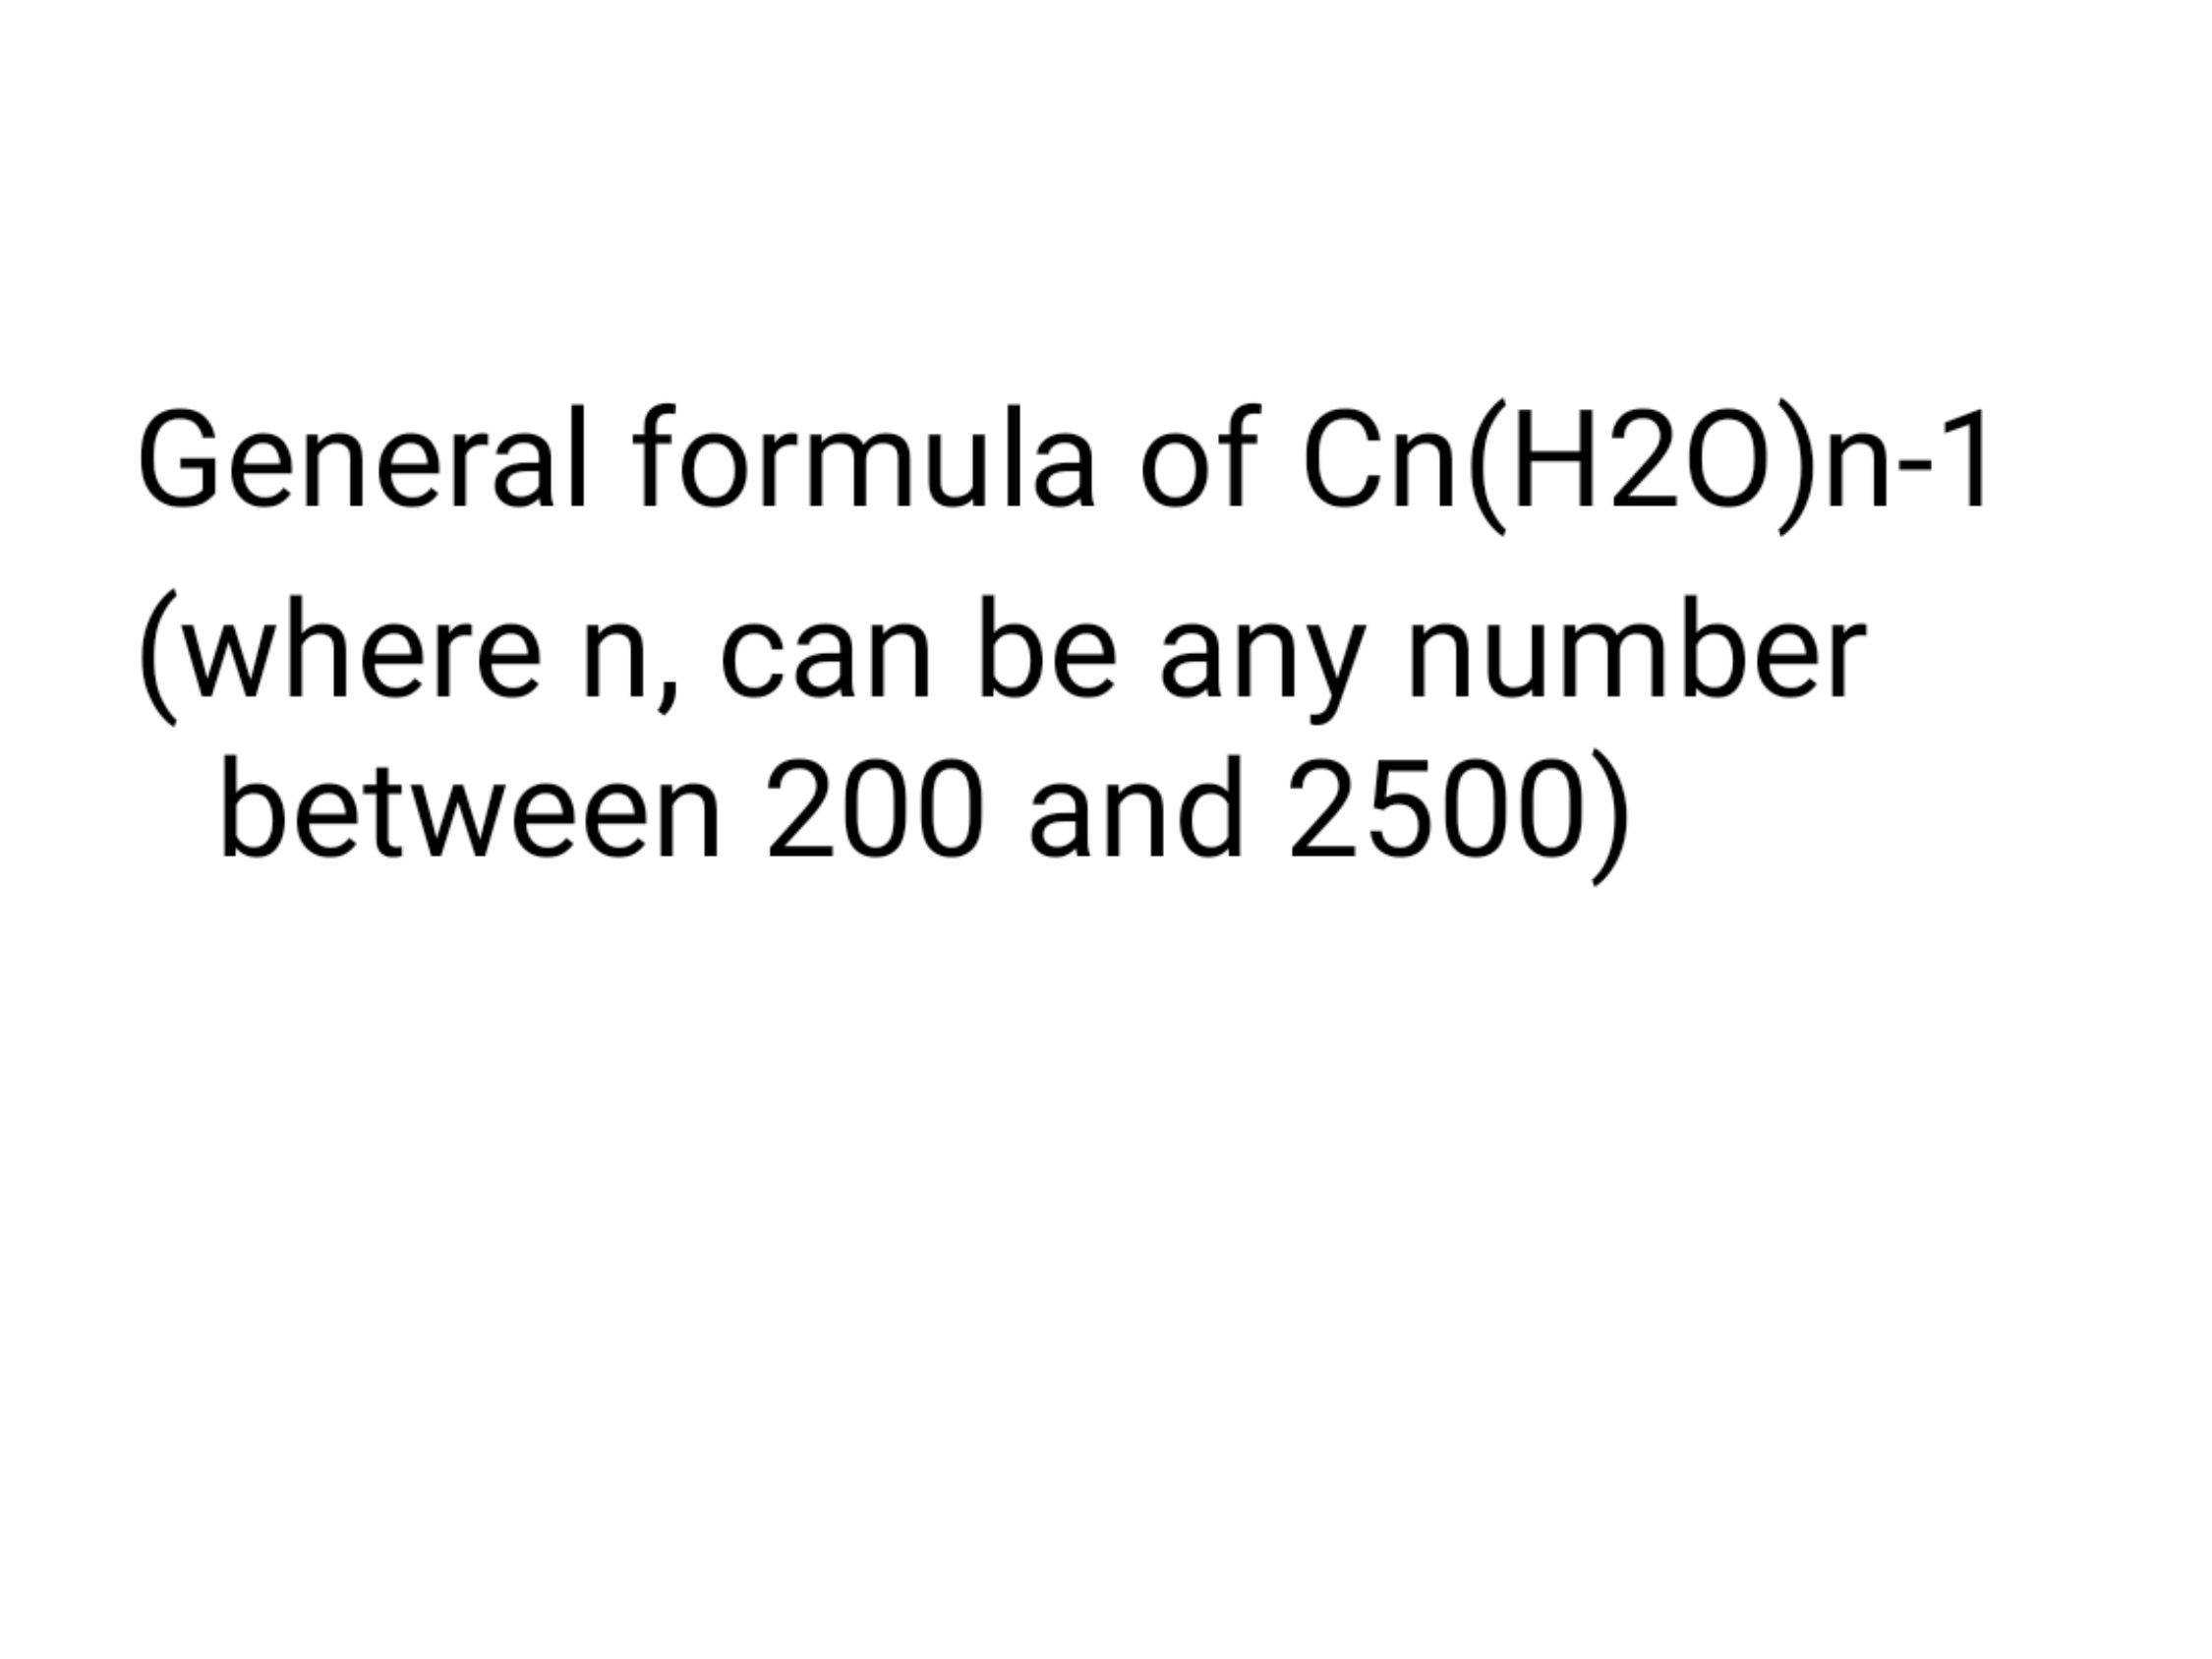 General formula of Cn(H2O)n-1
(where n, can be any number
between 200 and 2500)